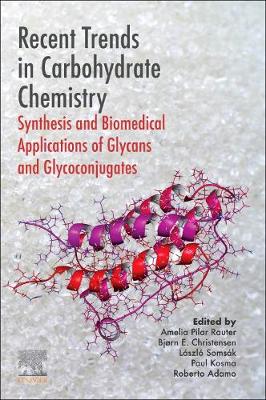 Recent Trends
in Carbohydrate
Chemistry
Synthesis and Biomedical
Applications of Glycans
and Glycoconjugates
Edited by
Amelia Pilar Rauter
Bjørn E. Christensen
László Somsák
Paul Kosma
Roberto Adamo
ELSEVIER